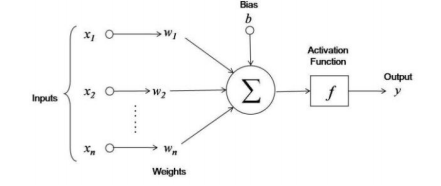 Bias
b
Activation
Function
x₁ w₁
Inputs x₂ w₂ Σ f Output
y
xₙ wₙ
Weights